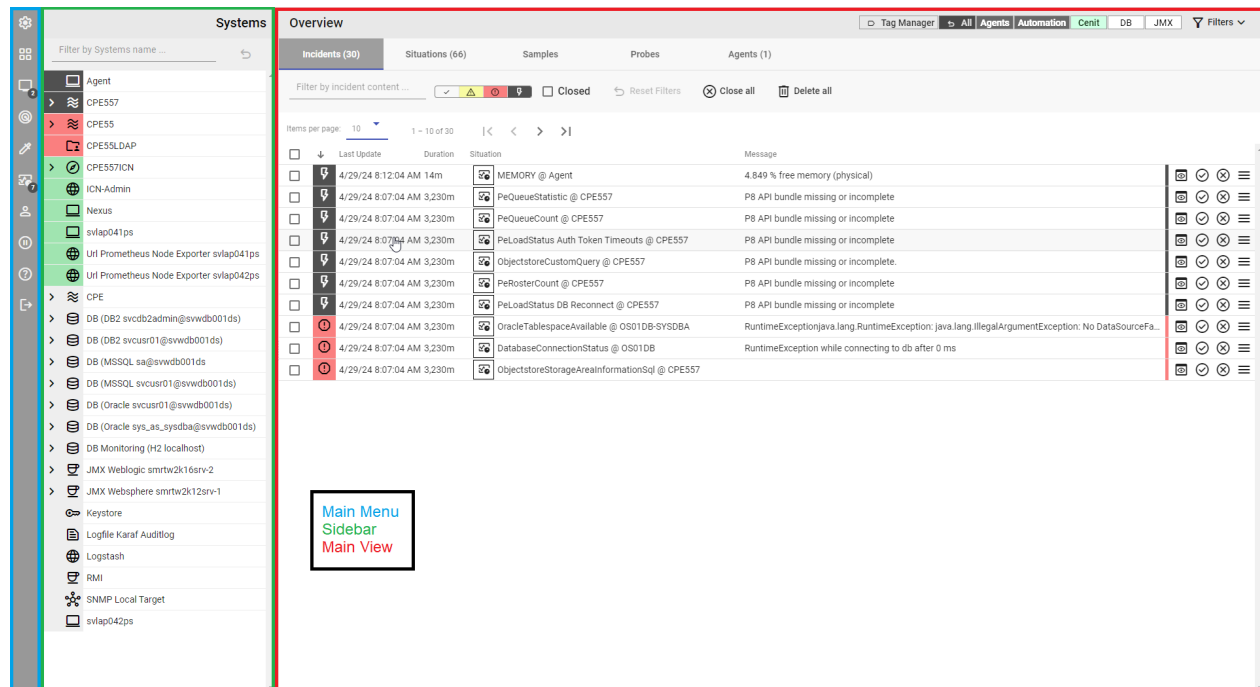 Systems
Filter by Systems name ...
2
7
Agent
CPE557
CPE55
CPE55LDAP
CPE557ICN
ICN-Admin
Nexus
svlap041ps
Url Prometheus Node Exporter svlap041ps
Url Prometheus Node Exporter svlap042ps
CPE
DB (DB2 svcdb2admin@svwdb001ds)
DB (DB2 svcusr01@svwdb001ds)
DB (MSSQL sa@svwdb001ds
DB (MSSQL svcusr01@svwdb001ds)
DB (Oracle svcusr01@svwdb001ds)
DB (Oracle sys_as_sysdba@svwdb001ds)
DB Monitoring (H2 localhost)
JMX Weblogic smrtw2k16srv-2
JMX Websphere smrtw2k12srv-1
Keystore
Logfile Karaf Auditlog
Logstash
RMI
SNMP Local Target
svlap042ps
Overview Tag Manager All Agents Automation Cenit DB JMX Filters
Incidents (30) Situations (66) Samples Probes Agents (1)
Filter by incident content ... Closed Reset Filters Close all Delete all
Items per page: 10 1 – 10 of 30
Last Update Duration Situation Message
4/29/24 8:12:04 AM 14m MEMORY @ Agent 4.849 % free memory (physical)
4/29/24 8:07:04 AM 3,230m PeQueueStatistic @ CPE557 P8 API bundle missing or incomplete
4/29/24 8:07:04 AM 3,230m PeQueueCount @ CPE557 P8 API bundle missing or incomplete
4/29/24 8:07:04 AM 3,230m PeLoadStatus Auth Token Timeouts @ CPE557 P8 API bundle missing or incomplete
4/29/24 8:07:04 AM 3,230m ObjectstoreCustomQuery @ CPE557 P8 API bundle missing or incomplete.
4/29/24 8:07:04 AM 3,230m PeRosterCount @ CPE557 P8 API bundle missing or incomplete
4/29/24 8:07:04 AM 3,230m PeLoadStatus DB Reconnect @ CPE557 P8 API bundle missing or incomplete
4/29/24 8:07:04 AM 3,230m OracleTablespaceAvailable @ OS01DB-SYSDBA RuntimeExceptionjava.lang.RuntimeException: java.lang.IllegalArgumentException: No DataSourceFa...
4/29/24 8:07:04 AM 3,230m DatabaseConnectionStatus @ OS01DB RuntimeException while connecting to db after 0 ms
4/29/24 8:07:04 AM 3,230m ObjectstoreStorageAreaInformationSql @ CPE557
Main Menu
Sidebar
Main View